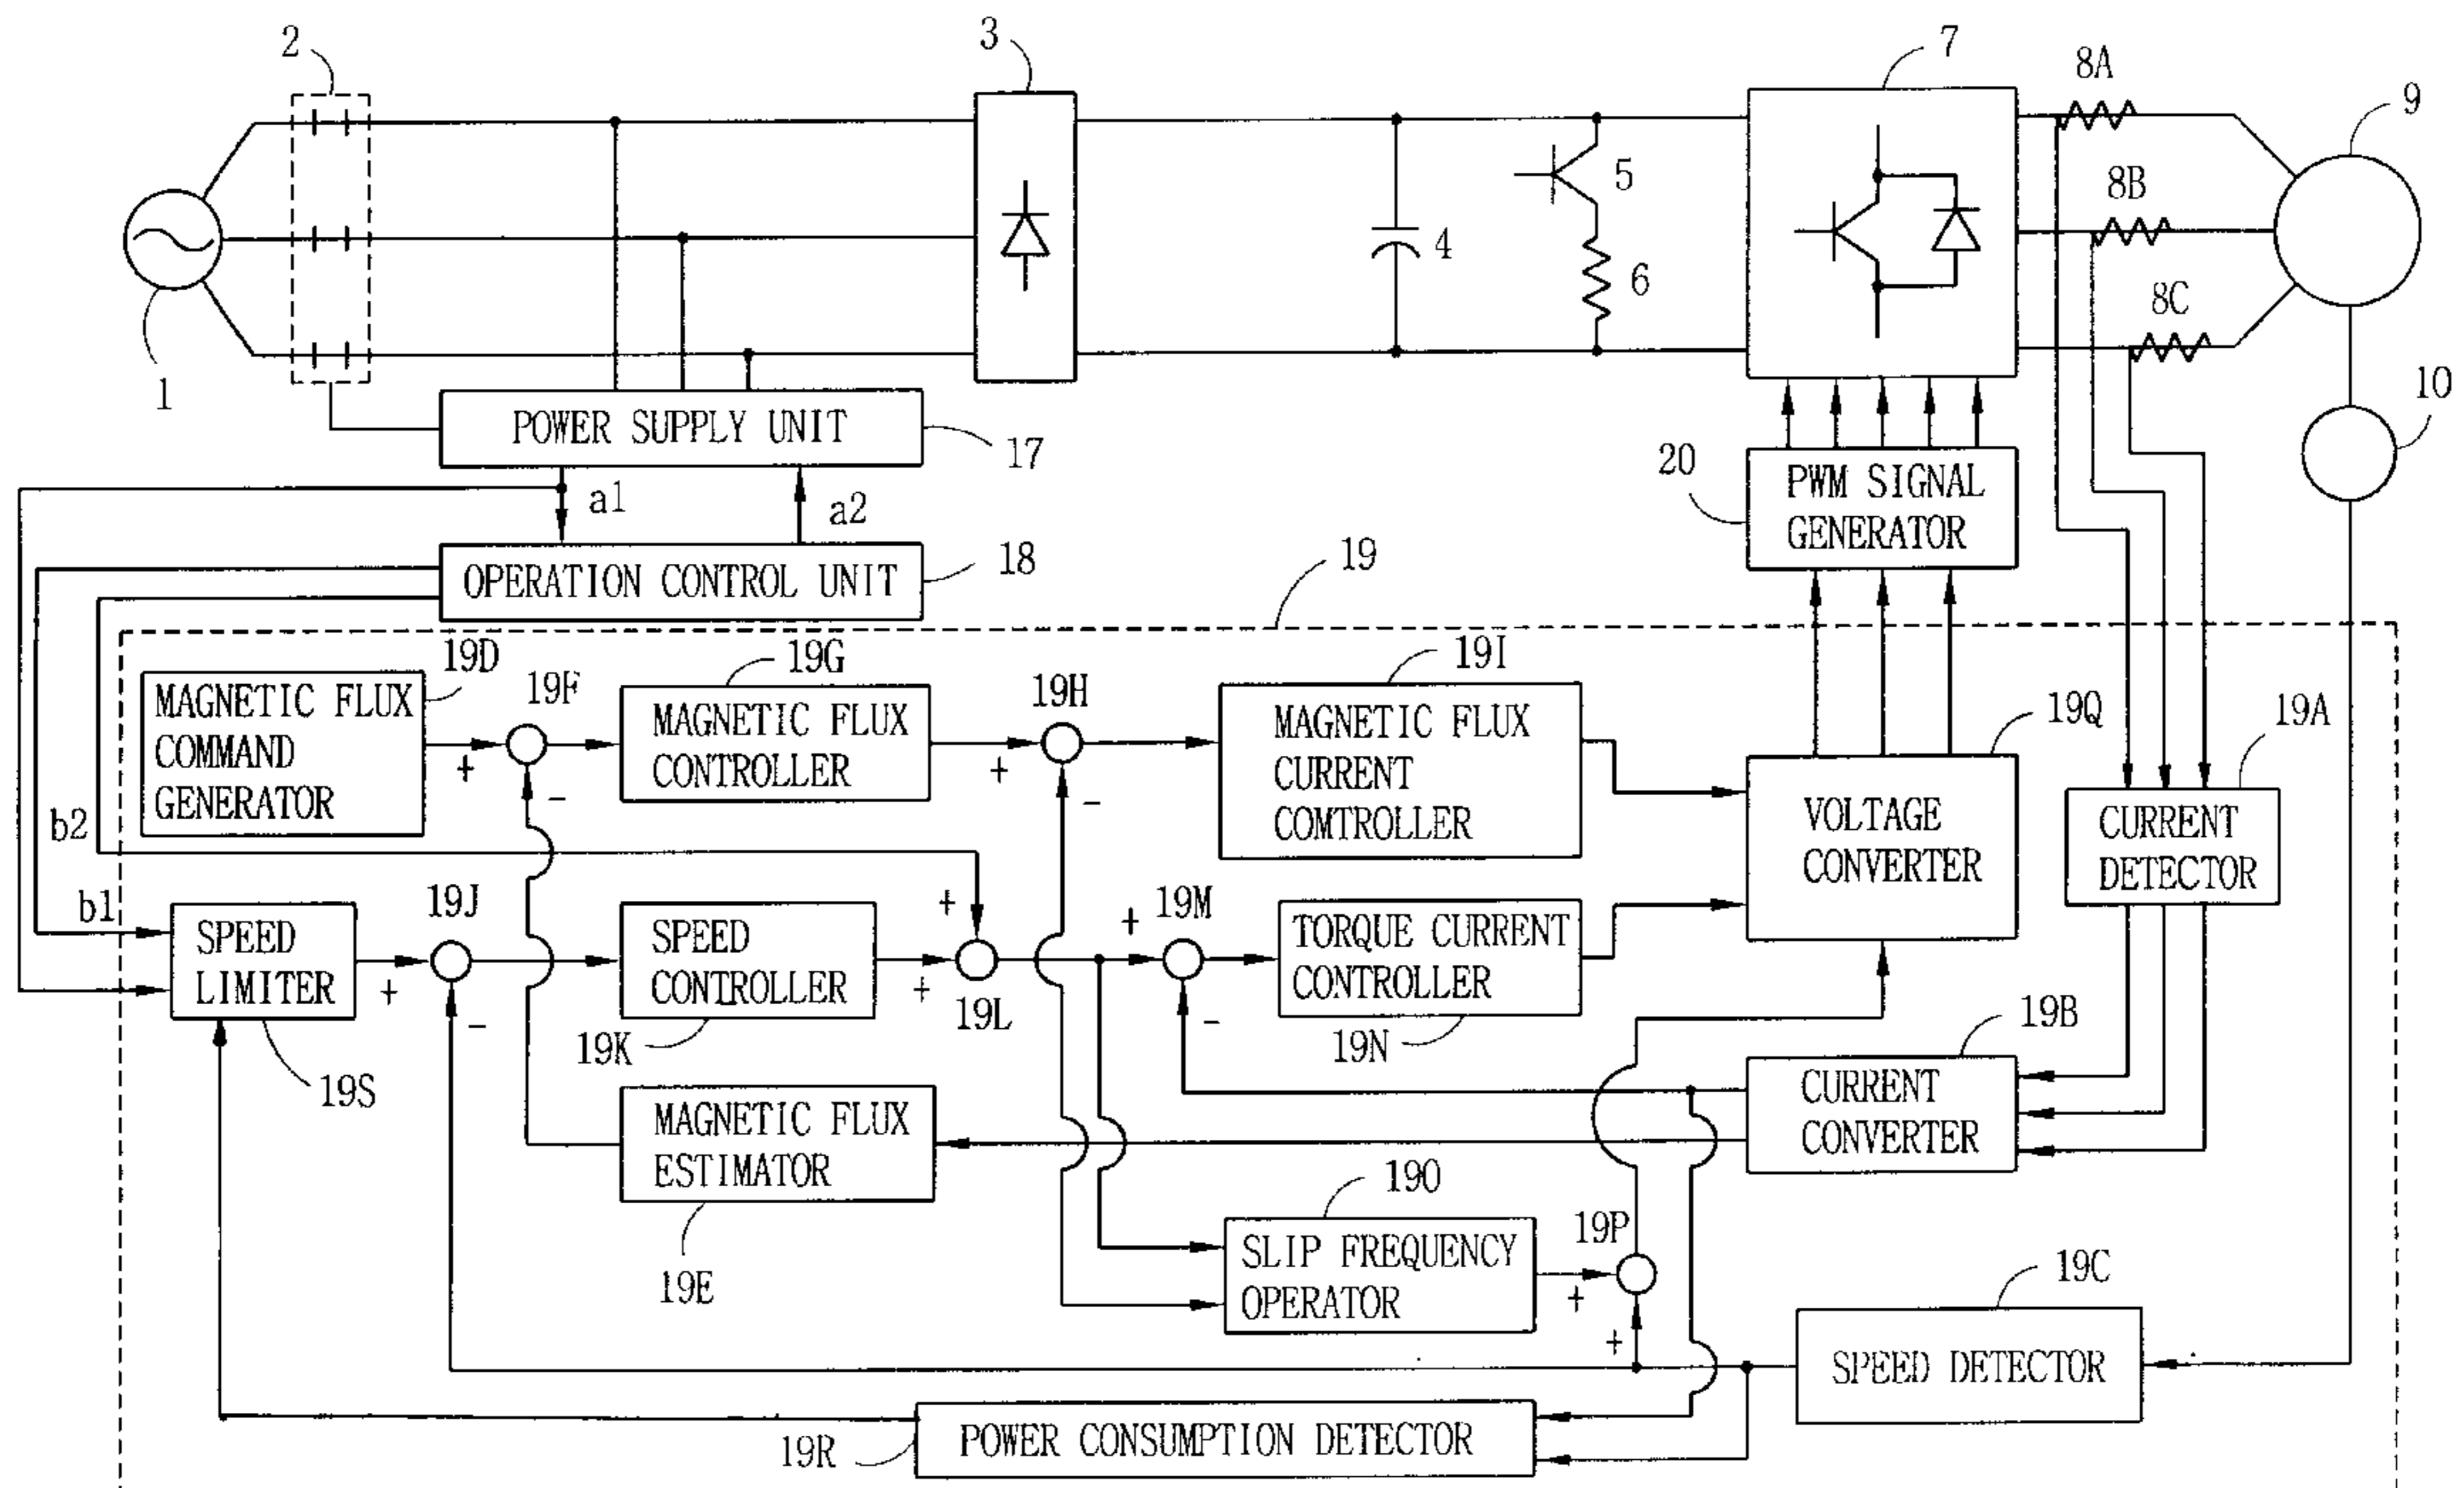 2
3
7
8A
9
8B
5
4
6
8C
1
10
POWER SUPPLY UNIT
17
20
PWM SIGNAL
GENERATOR
a1
a2
OPERATION CONTROL UNIT
18
19
19D
19F
19G
19H
19I
19Q
19A
MAGNETIC FLUX
COMMAND
GENERATOR
+
-
MAGNETIC FLUX
CONTROLLER
+
-
MAGNETIC FLUX
CURRENT
COMTROLLER
VOLTAGE
CONVERTER
CURRENT
DETECTOR
b2
b1
SPEED
LIMITER
19J
+
-
SPEED
CONTROLLER
+
+
19L
+
19M
-
TORQUE CURRENT
CONTROLLER
19S
19K
19N
19B
CURRENT
CONVERTER
MAGNETIC FLUX
ESTIMATOR
19E
19O
SLIP FREQUENCY
OPERATOR
19P
+
+
19C
SPEED DETECTOR
19R
POWER CONSUMPTION DETECTOR